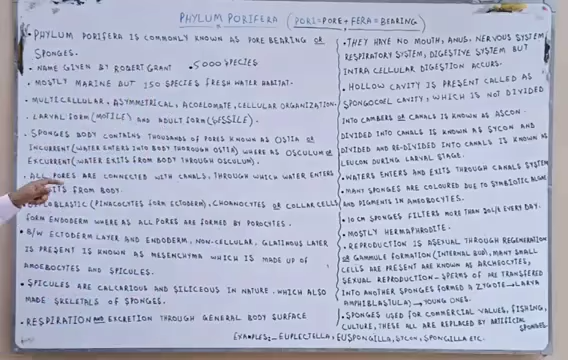 PHYLUM PORIFERA (PORI=PORE + FERA=BEARING)
• PHYLUM PORIFERA IS COMMONLY KNOWN AS PORE BEARING OR
SPONGES.
• NAME GIVEN BY ROBERT GRANT • 5000 SPECIES
• MOSTLY MARINE BUT 150 SPECIES FRESH WATER HABITAT.
• MULTICALLULAR, ASYMMETRICAL, ACOELOMATE, CELLULAR ORGANIZATION.
• LARVAL FORM (MOTILE) AND ADULT FORM (SESSILE).
• SPONGES BODY CONTAINS THOUSANDS OF PORES KNOWN AS OSTIA OR
INCURRENT (WATER ENTERS INTO BODY THOROUGH OSTIA) WHERE AS OSCULUM OR
EXCURRENT (WATER EXITS FROM BODY THROUGH OSCULUM).
• ALL PORES ARE CONNECTED WITH CANALS, THROUGH WHICH WATER ENTERS
EXITS FROM BODY.
DIPLOBLASTIC (PINACOCYTES FORM ECTODERM), CHOANOCYTES OR COLLAR CELLS
FORM ENDODERM WHERE AS ALL PORES ARE FORMED BY POROCYTES.
• B/W ECTODERM LAYER AND ENDODERM, NON-CELLULAR, GLATINOUS LAYER
IS PRESENT IS KNOWN AS MESENCHYMA WHICH IS MADE UP OF
AMOEBOCYTES AND SPICULES.
• SPICULES ARE CALCARIOUS AND SILICEOUS IN NATURE. WHICH ALSO
MADE SKELETALS OF SPONGES.
• RESPIRATION AND EXCRETION THROUGH GENERAL BODY SURFACE
• THEY HAVE NO MOUTH, ANUS, NERVOUS SYSTEM,
RESPIRATORY SYSTEM, DIGESTIVE SYSTEM BUT
INTRA CELLULAR DIGESTION ACCURS.
• HOLLOW CAVITY IS PRESENT CALLED AS
SPONGOCOEL CAVITY, WHICH IS NOT DIVIDED
INTO CAMBERS OR CANALS IS KNOWN AS ASCON.
DIVIDED INTO CANALS IS KNOWN AS SYCON AND
DIVIDED AND RE-DIVIDED INTO CANALS IS KNOWN AS
LEUCON DURING LARVAL STAGE.
• WATERS ENTERS AND EXITS THROUGH CANALS SYSTEM
• MANY SPONGES ARE COLOURED DUE TO SYMBIOTIC ALGAE
AND PIGMENTS IN AMOEBOCYTES.
• 10 CM SPONGES FILTERS MORE THAN 20L/R EVERY DAY.
• MOSTLY HERMAPHRODITE.
• REPRODUCTION IS ASEXUAL THROUGH REGENERATION
OR GAMMULE FORMATION (INTERNAL BUD), MANY SMALL
CELLS ARE PRESENT ARE KNOWN AS ARCHEOCYTES,
SEXUAL REPRODUCTION - SPERMS OF ARE TRANSFERED
INTO ANOTHER SPONGES FORMED A ZYGOTE → LARVA
AMPHIBLASTULA) → YOUNG ONES.
• SPONGES USED FOR COMMERCIAL VALUES, FISHING,
CULTURE, THESE ALL ARE REPLACED BY ARTIFICIAL
SPONGES
EXAMPLES:- EUPLECTELLA, EUSPONGILLA, SYCON, SPONGILLA ETC.